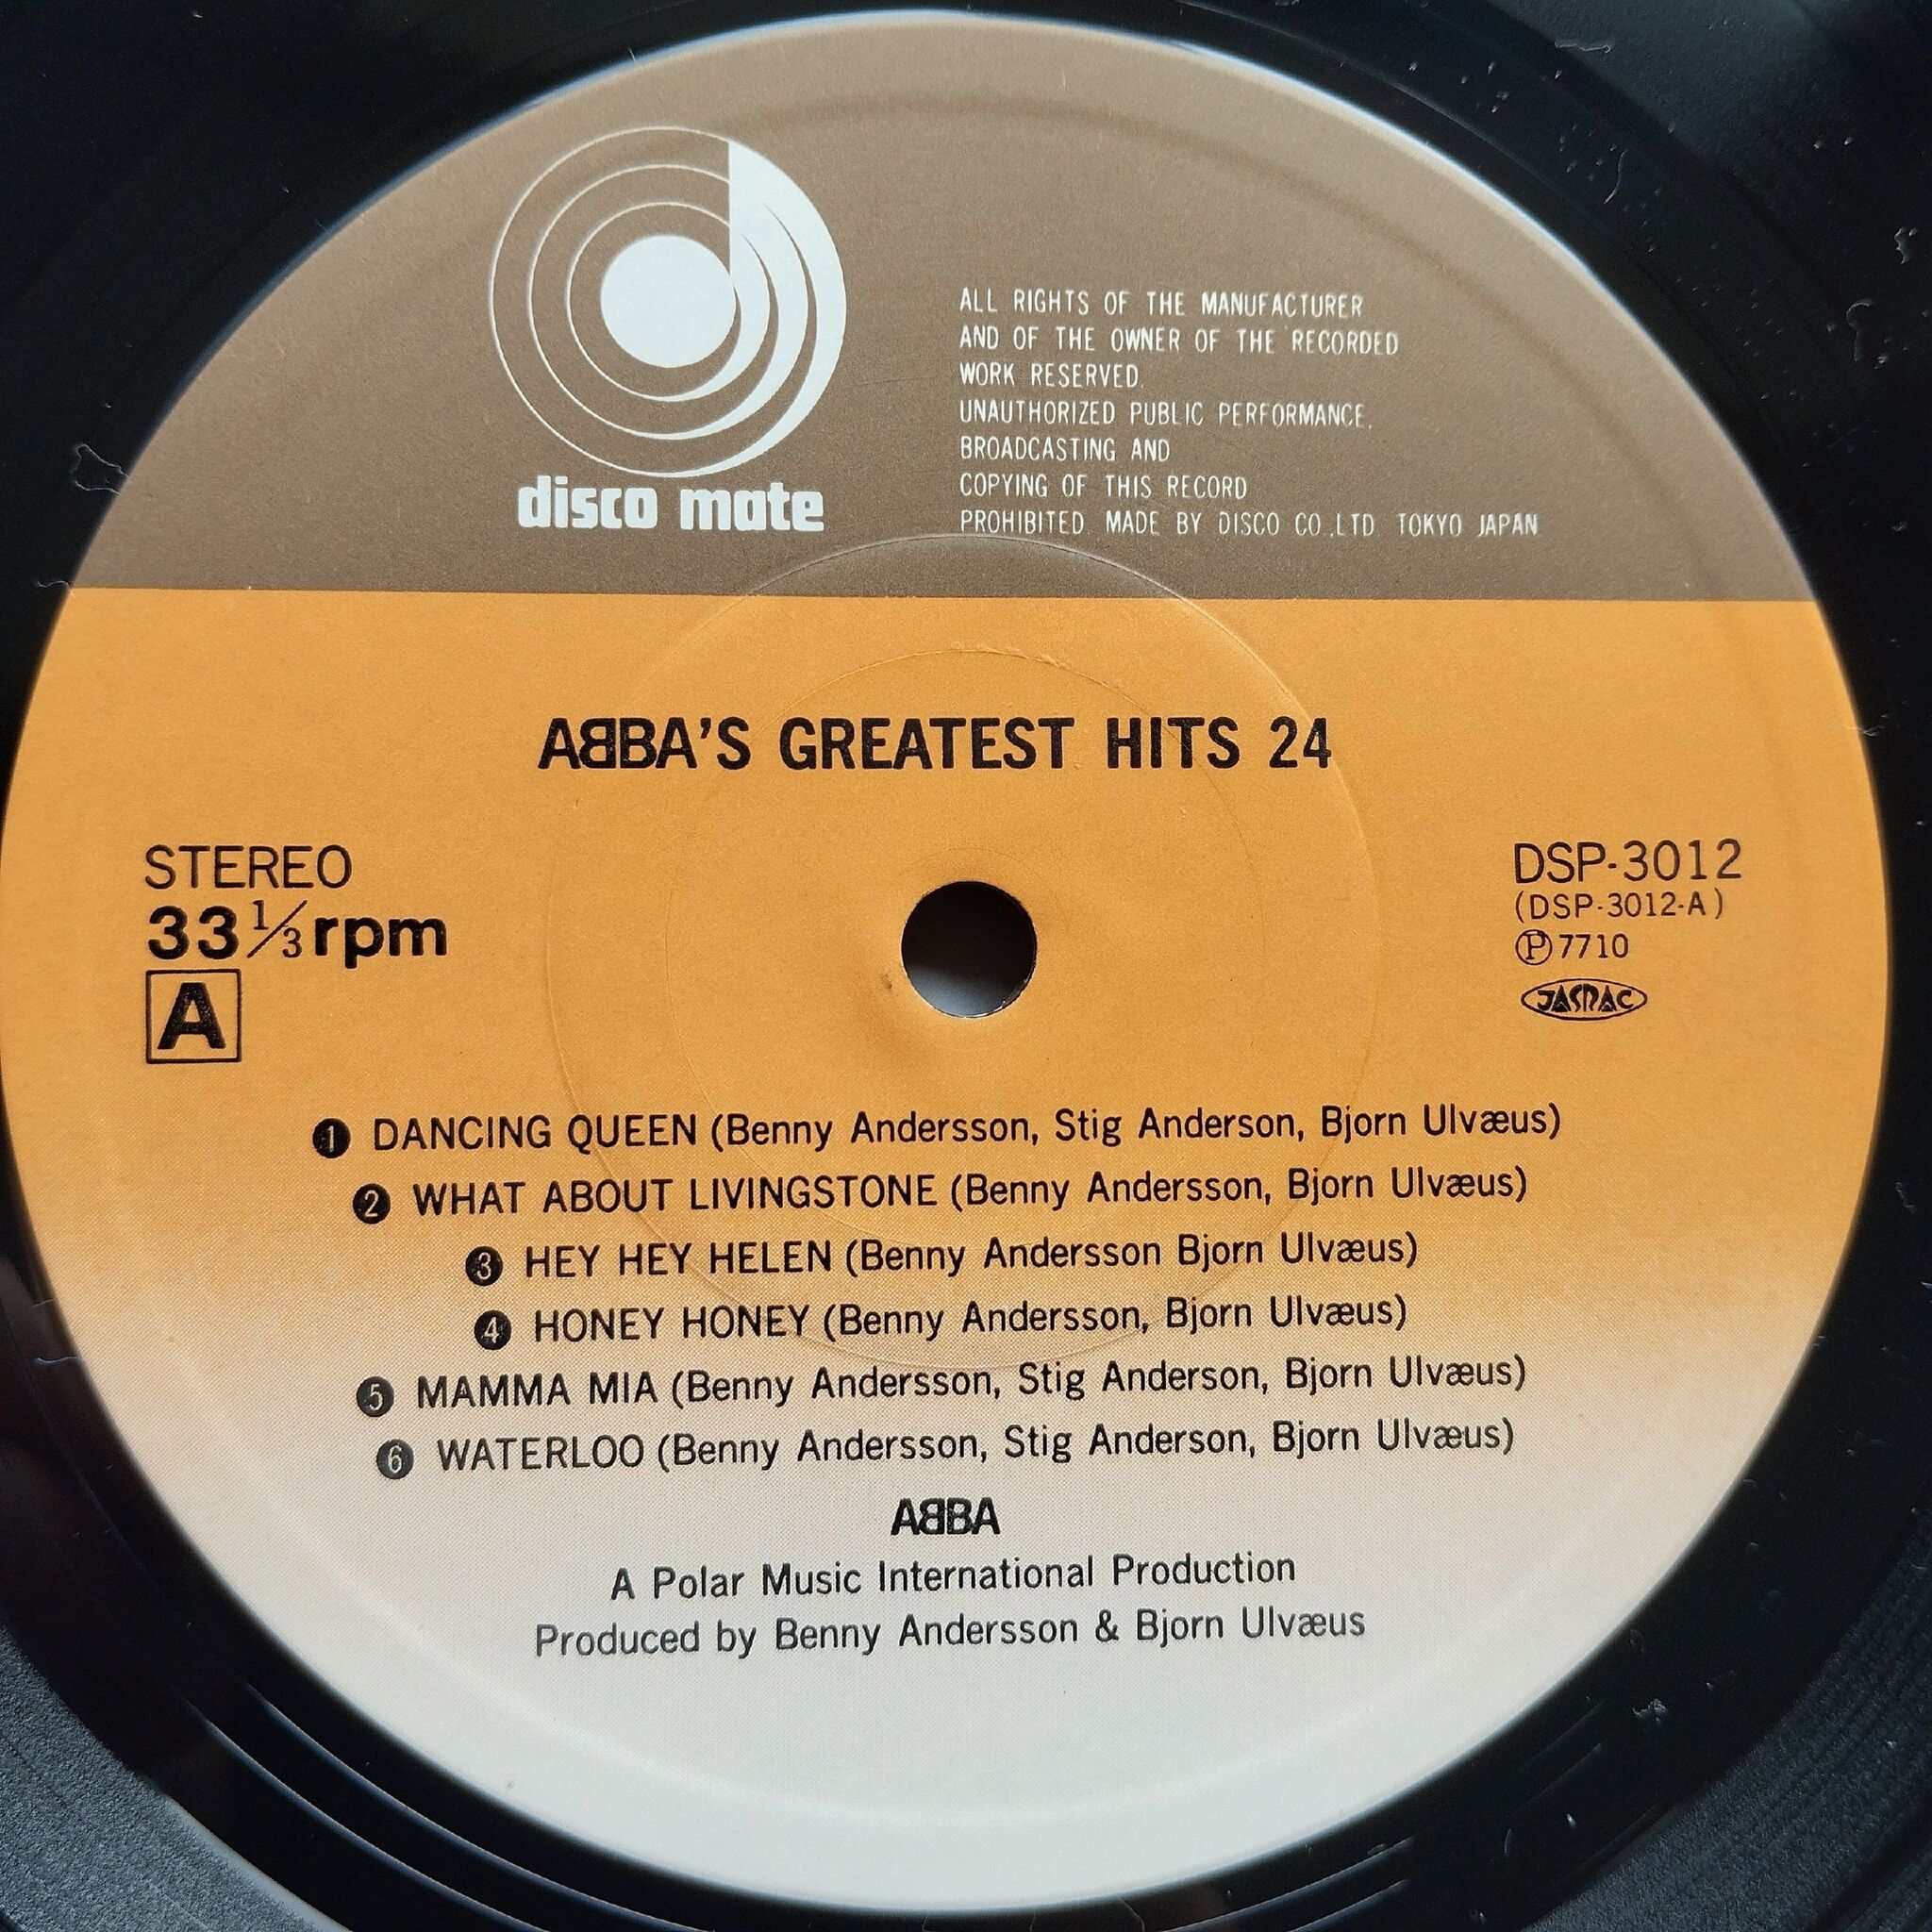 disco mate
ALL RIGHTS OF THE MANUFACTURER
AND OF THE OWNER OF THE RECORDED
WORK RESERVED.
UNAUTHORIZED PUBLIC PERFORMANCE,
BROADCASTING AND
COPYING OF THIS RECORD
PROHIBITED. MADE BY DISCO CO.,LTD TOKYO JAPAN
ABBA'S GREATEST HITS 24
STEREO
33 1/3 rpm
A
DSP-3012
(DSP-3012-A)
Ⓟ7710
JASRAC
❶ DANCING QUEEN (Benny Andersson, Stig Anderson, Bjorn Ulvæus)
❷ WHAT ABOUT LIVINGSTONE (Benny Andersson, Bjorn Ulvæus)
❸ HEY HEY HELEN (Benny Andersson Bjorn Ulvæus)
❹ HONEY HONEY (Benny Andersson, Bjorn Ulvæus)
❺ MAMMA MIA (Benny Andersson, Stig Anderson, Bjorn Ulvæus)
❻ WATERLOO (Benny Andersson, Stig Anderson, Bjorn Ulvæus)
ABBA
A Polar Music International Production
Produced by Benny Andersson & Bjorn Ulvæus